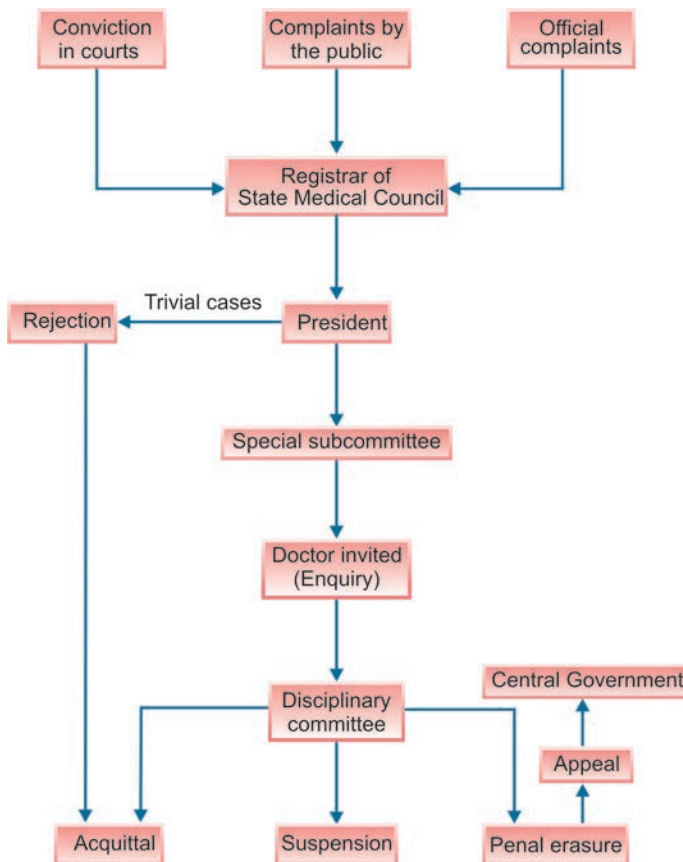 Conviction
in courts
Complaints by
the public
Official
complaints
Registrar of
State Medical Council
Trivial cases
Rejection
President
Special subcommittee
Doctor invited
(Enquiry)
Disciplinary
committee
Central Government
Appeal
Acquittal
Suspension
Penal erasure